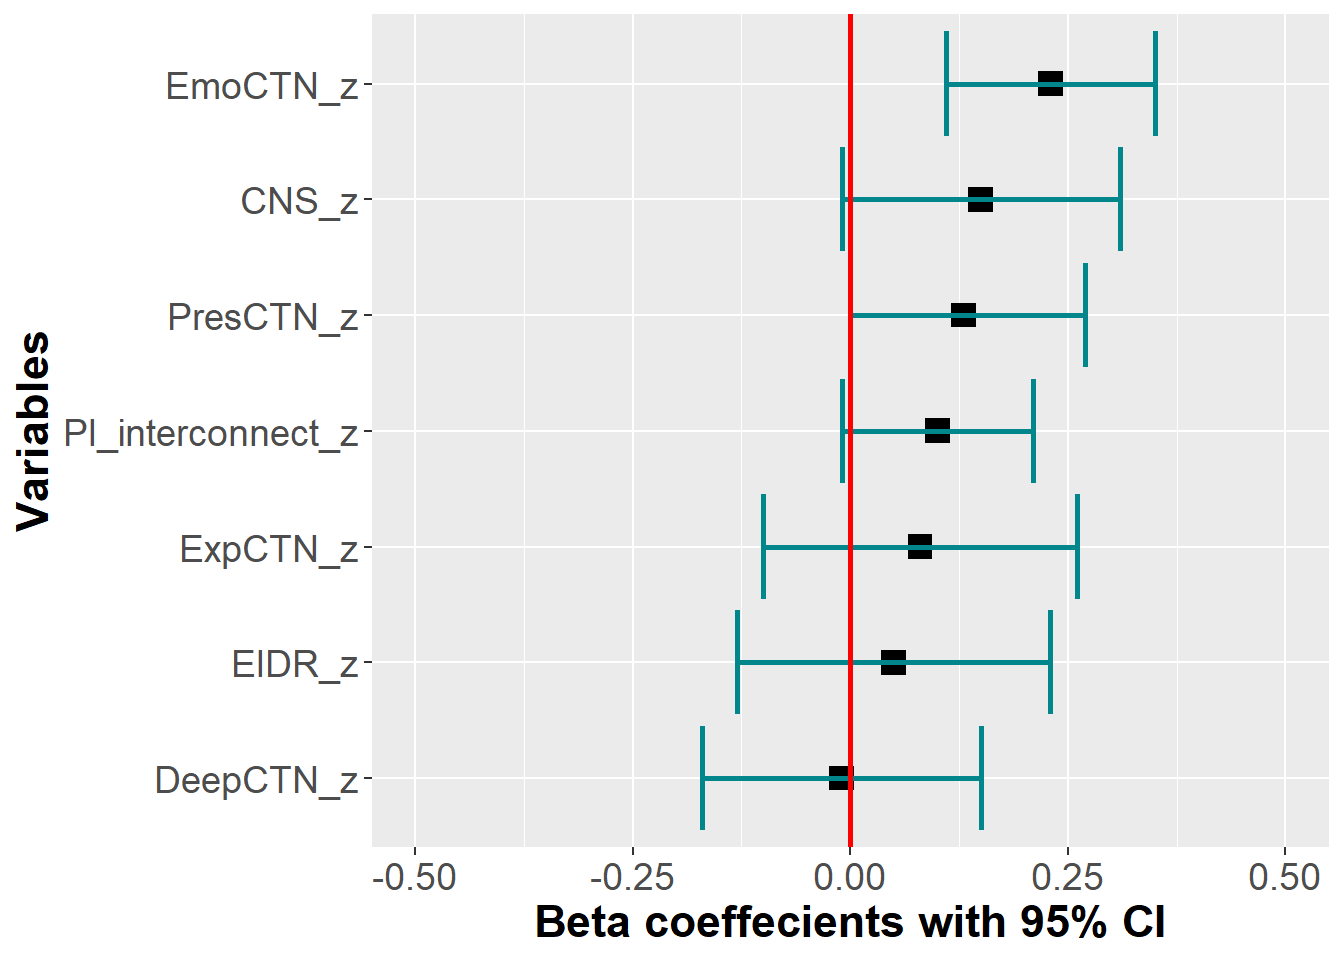 Variables
EmoCTN_z
CNS_z
PresCTN_z
PI_interconnect_z
ExpCTN_z
EIDR_z
DeepCTN_z
-0.50 -0.25 0.00 0.25 0.50
Beta coeffecients with 95% CI